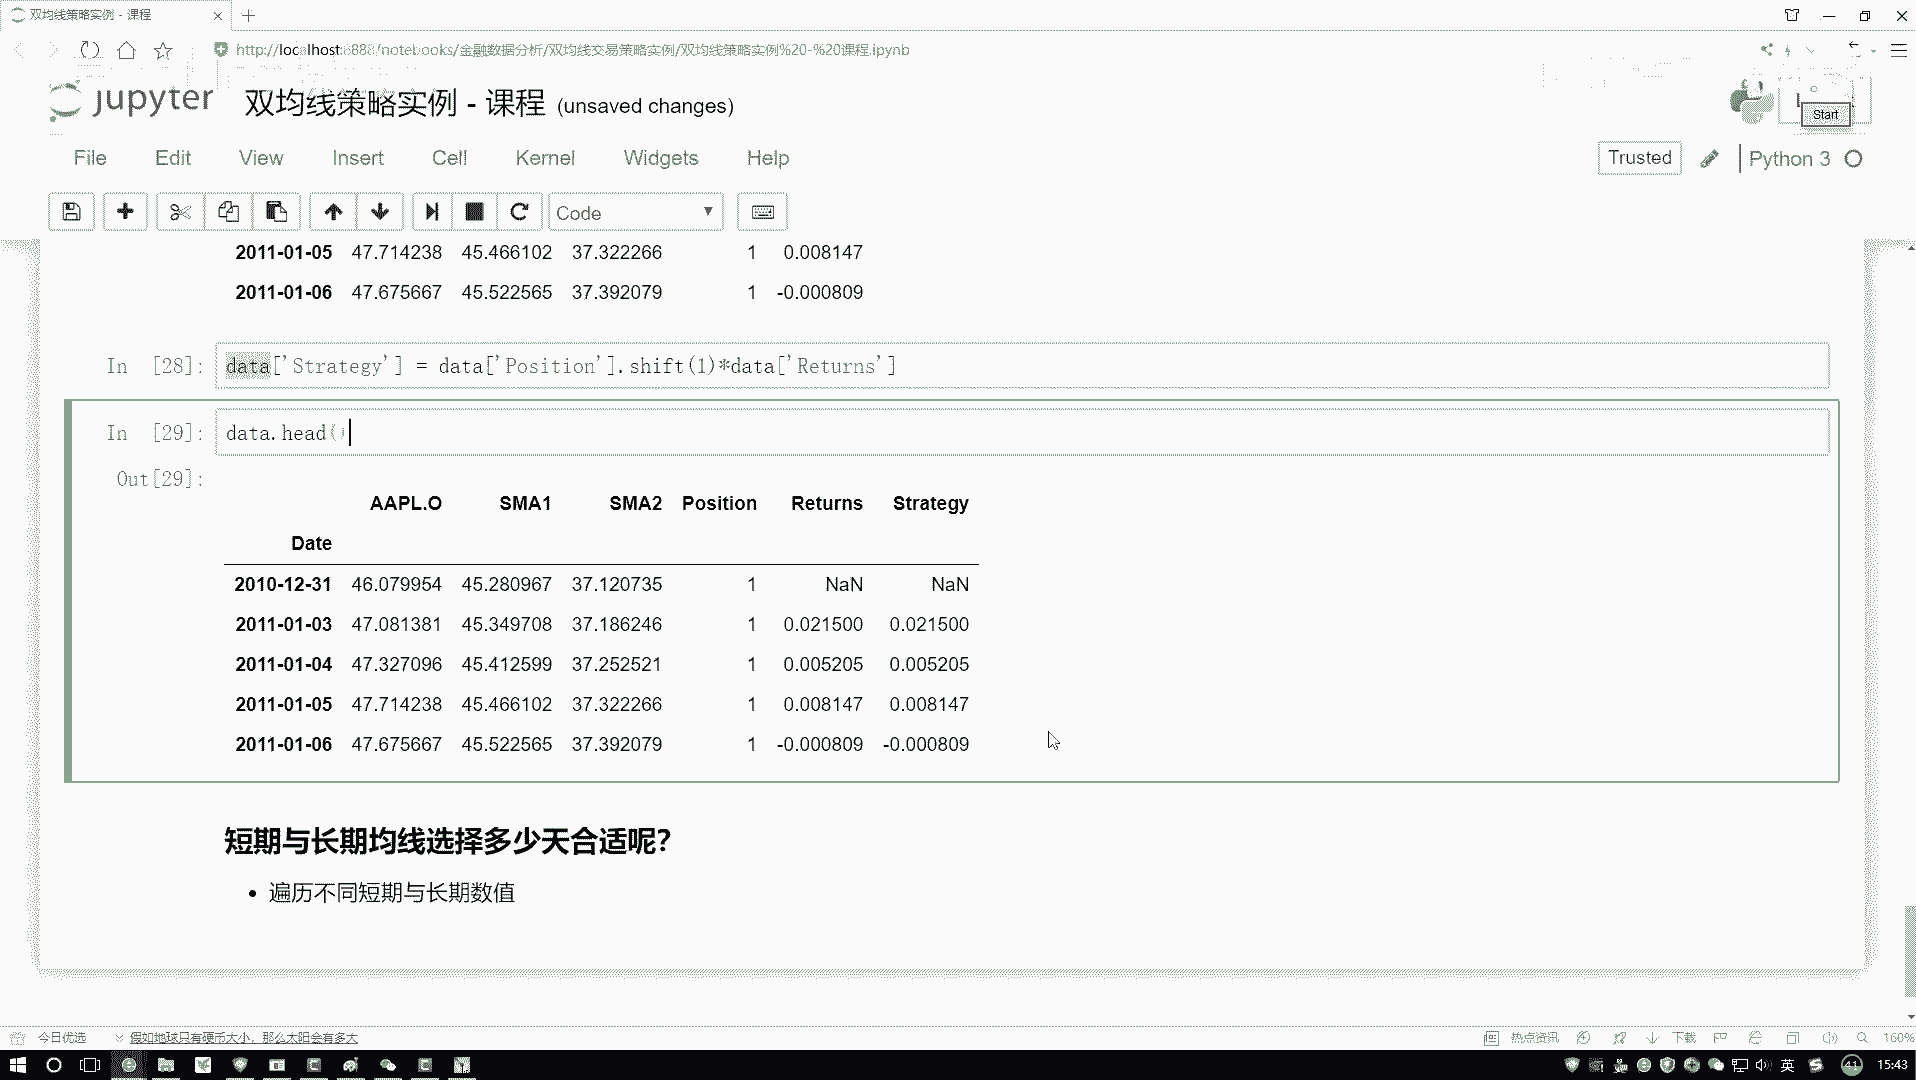 双均线策略实例 - 课程
http://localhost:8888/notebooks/金融数据分析/双均线交易策略实例/双均线策略实例%20-%20课程.ipynb
jupyter 双均线策略实例 - 课程 (unsaved changes)
Start
File Edit View Insert Cell Kernel Widgets Help
Trusted Python 3
Code
2011-01-05 47.714238 45.466102 37.322266 1 0.008147
2011-01-06 47.675667 45.522565 37.392079 1 -0.000809
In [28]: data['Strategy'] = data['Position'].shift(1)*data['Returns']
In [29]: data.head()
Out[29]:
AAPL.O SMA1 SMA2 Position Returns Strategy
Date
2010-12-31 46.079954 45.280967 37.120735 1 NaN NaN
2011-01-03 47.081381 45.349708 37.186246 1 0.021500 0.021500
2011-01-04 47.327096 45.412599 37.252521 1 0.005205 0.005205
2011-01-05 47.714238 45.466102 37.322266 1 0.008147 0.008147
2011-01-06 47.675667 45.522565 37.392079 1 -0.000809 -0.000809
短期与长期均线选择多少天合适呢?
• 遍历不同短期与长期数值
今日优选 假如地球只有硬币大小，那么太阳会有多大 热点资讯 下载 160%
英 41 15:43